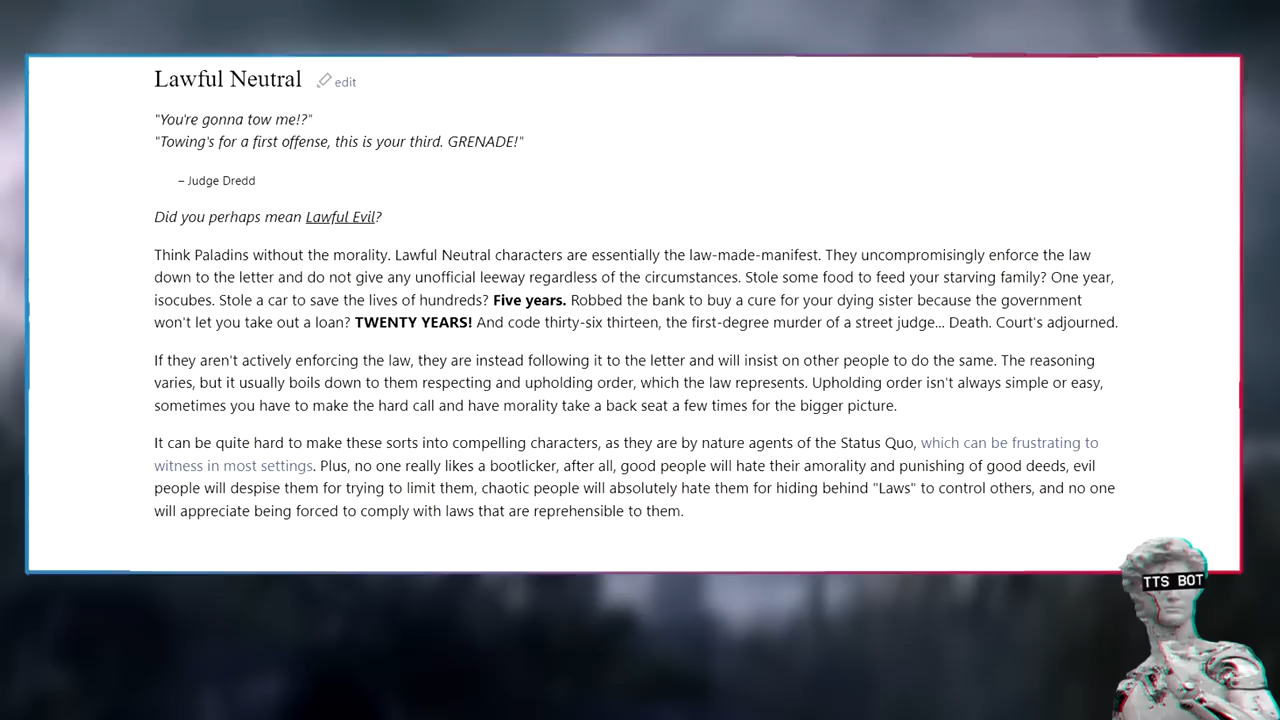 Lawful Neutral edit
"You're gonna tow me!?"
"Towing's for a first offense, this is your third. GRENADE!"
– Judge Dredd
Did you perhaps mean Lawful Evil?
Think Paladins without the morality. Lawful Neutral characters are essentially the law-made-manifest. They uncompromisingly enforce the law
down to the letter and do not give any unofficial leeway regardless of the circumstances. Stole some food to feed your starving family? One year,
isocubes. Stole a car to save the lives of hundreds? Five years. Robbed the bank to buy a cure for your dying sister because the government
won't let you take out a loan? TWENTY YEARS! And code thirty-six thirteen, the first-degree murder of a street judge... Death. Court's adjourned.
If they aren't actively enforcing the law, they are instead following it to the letter and will insist on other people to do the same. The reasoning
varies, but it usually boils down to them respecting and upholding order, which the law represents. Upholding order isn't always simple or easy,
sometimes you have to make the hard call and have morality take a back seat a few times for the bigger picture.
It can be quite hard to make these sorts into compelling characters, as they are by nature agents of the Status Quo, which can be frustrating to
witness in most settings. Plus, no one really likes a bootlicker, after all, good people will hate their amorality and punishing of good deeds, evil
people will despise them for trying to limit them, chaotic people will absolutely hate them for hiding behind "Laws" to control others, and no one
will appreciate being forced to comply with laws that are reprehensible to them.
TTS BOT